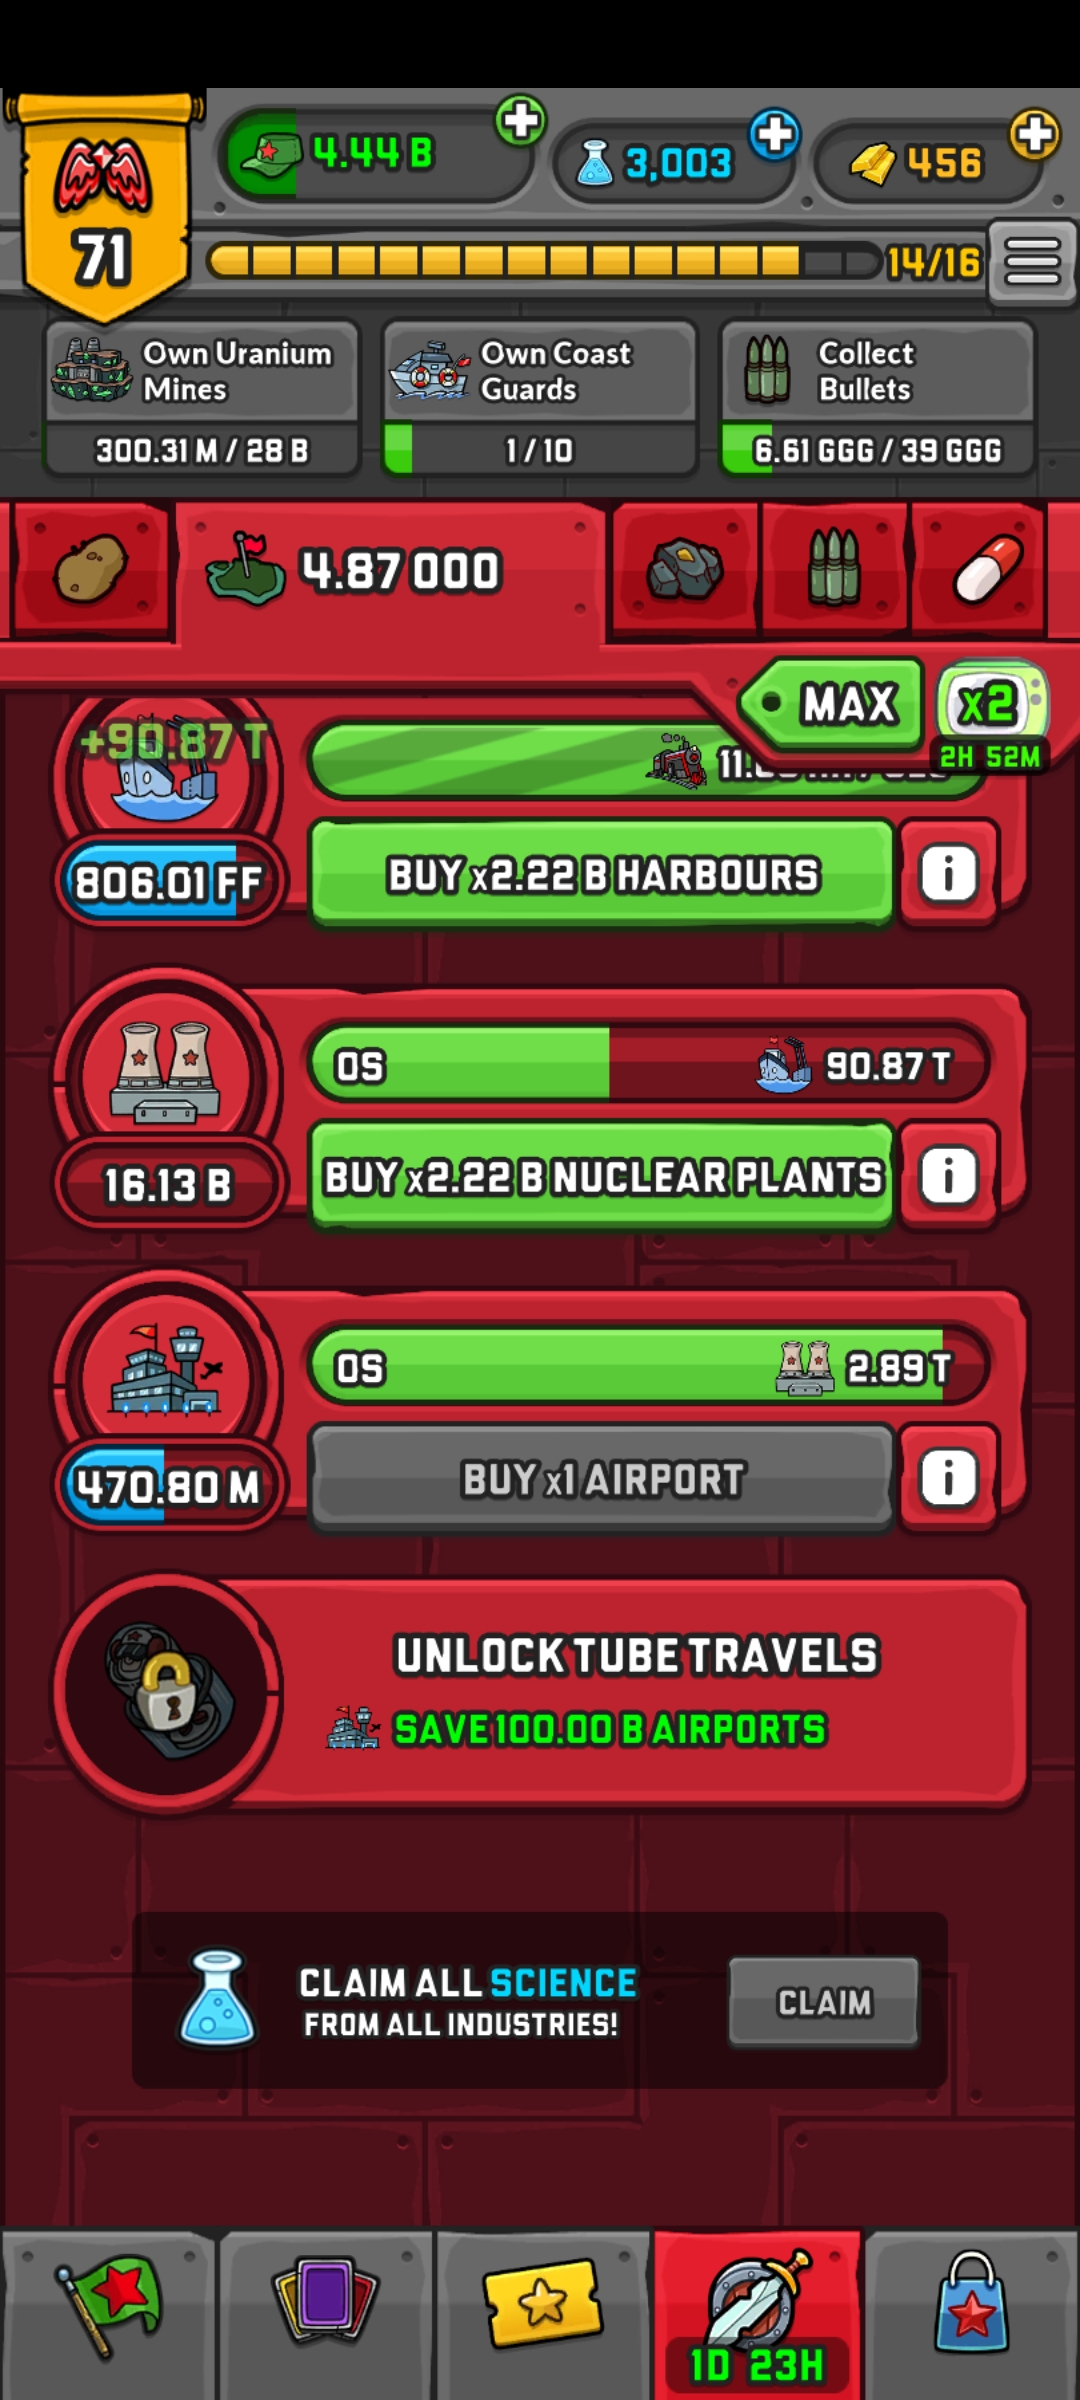 4.44 B
3,003
456
71
14/16
Own Uranium
Mines
300.31 M / 28 B
Own Coast
Guards
1 / 10
Collect
Bullets
6.61 GGG / 39 GGG
4.87 000
MAX
x2
2H 52M
+90.87 T
806.01 FF
BUY x2.22 B HARBOURS
i
0S
90.87 T
16.13 B
BUY x2.22 B NUCLEAR PLANTS
i
0S
2.89 T
470.80 M
BUY x1 AIRPORT
i
UNLOCK TUBE TRAVELS
SAVE 100.00 B AIRPORTS
CLAIM ALL SCIENCE
FROM ALL INDUSTRIES!
CLAIM
1D 23H